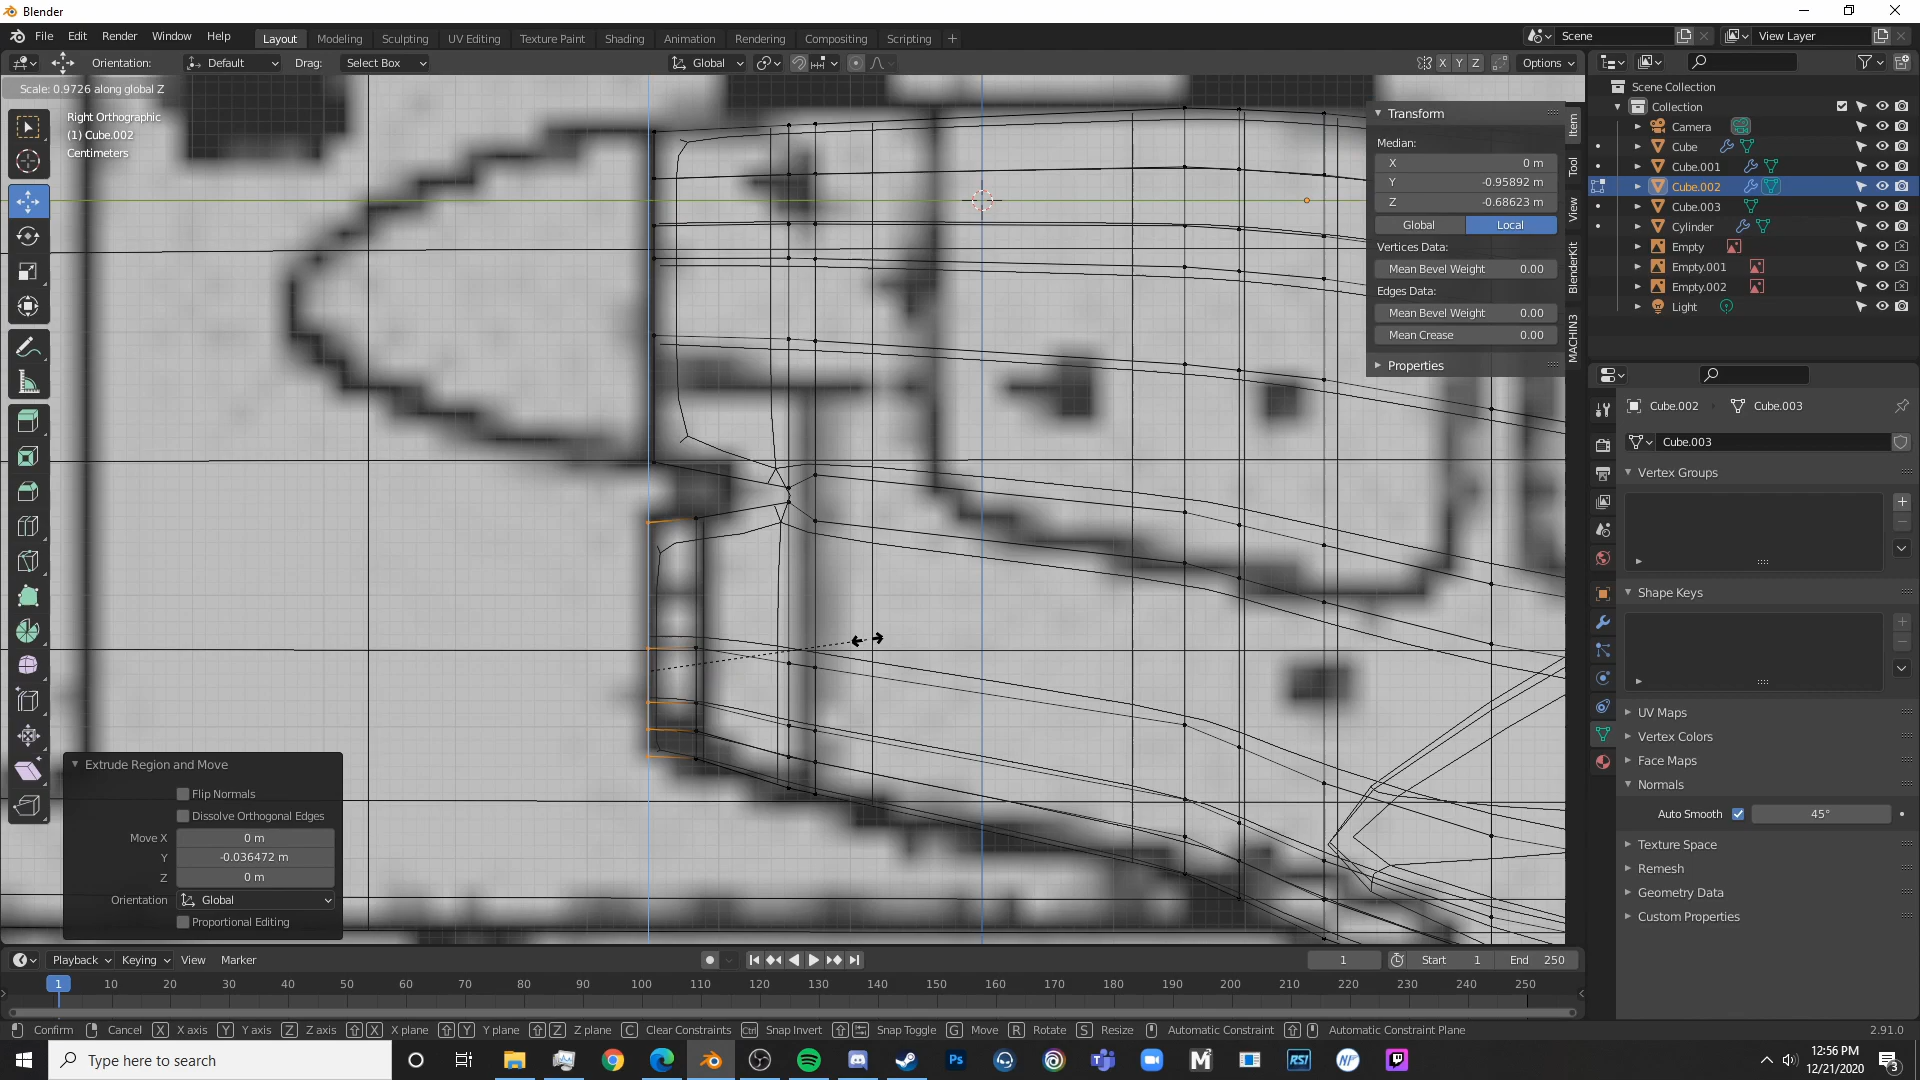 Blender
File Edit Render Window Help
Layout Modeling Sculpting UV Editing Texture Paint Shading Animation Rendering Compositing Scripting +
Scene
View Layer
Orientation: Default Drag: Select Box
Global
X Y Z
Options
Scale: 0.9726 along global Z
Right Orthographic
(1) Cube.002
Centimeters
Transform
Median:
X 0 m
Y -0.95892 m
Z -0.68623 m
Global Local
Vertices Data:
Mean Bevel Weight 0.00
Edges Data:
Mean Bevel Weight 0.00
Mean Crease 0.00
Properties
Item
Tool
View
BlenderKit
MACHIN3
Scene Collection
Collection
Camera
Cube
Cube.001
Cube.002
Cube.003
Cylinder
Empty
Empty.001
Empty.002
Light
Cube.002 Cube.003
Cube.003
Vertex Groups
Shape Keys
UV Maps
Vertex Colors
Face Maps
Normals
Auto Smooth 45°
Texture Space
Remesh
Geometry Data
Custom Properties
Extrude Region and Move
Flip Normals
Dissolve Orthogonal Edges
Move X 0 m
Y -0.036472 m
Z 0 m
Orientation Global
Proportional Editing
Playback Keying View Marker
1 Start 1 End 250
1 10 20 30 40 50 60 70 80 90 100 110 120 130 140 150 160 170 180 190 200 210 220 230 240 250
Confirm Cancel X X axis Y Y axis Z Z axis X X plane Y Y plane Z Z plane C Clear Constraints Ctrl Snap Invert Snap Toggle G Move R Rotate S Resize Automatic Constraint Automatic Constraint Plane 2.91.0
Type here to search
Ps
M
RSI
NF
12:56 PM
12/21/2020
3